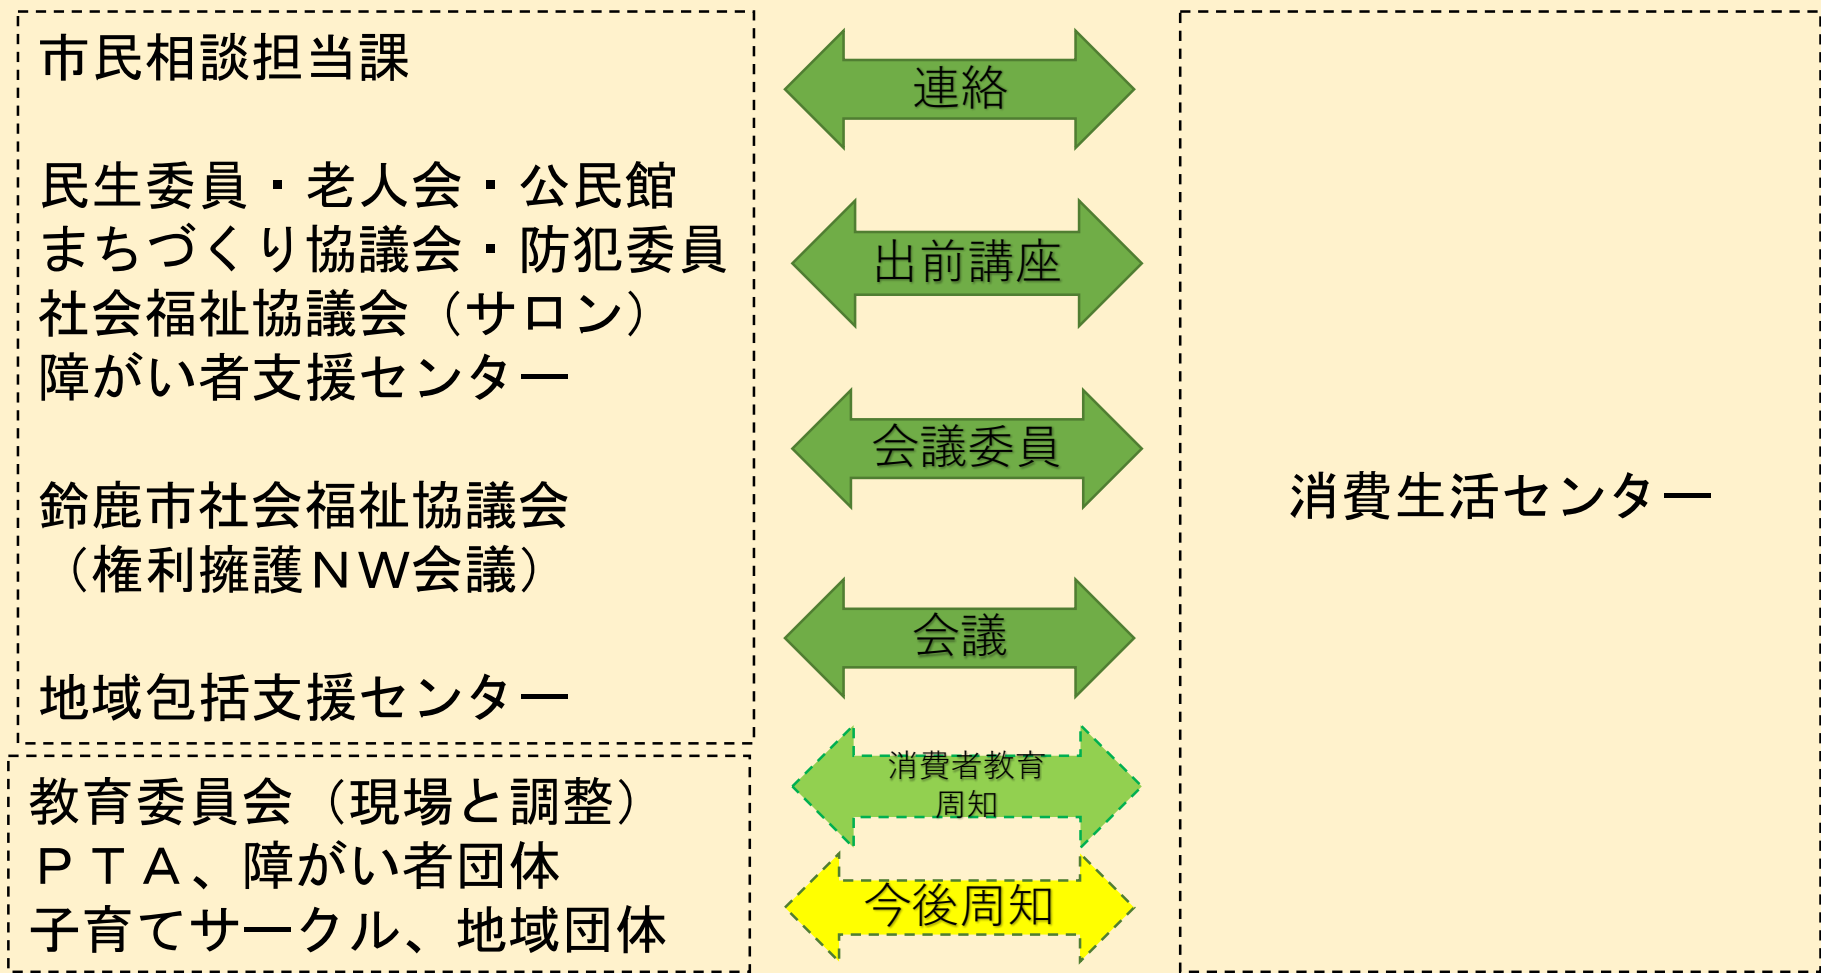 市民相談担当課
民生委員・老人会・公民館
まちづくり協議会・防犯委員
社会福祉協議会（サロン）
障がい者支援センター
鈴鹿市社会福祉協議会
（権利擁護ＮＷ会議）
地域包括支援センター
教育委員会（現場と調整）
ＰＴＡ、障がい者団体
子育てサークル、地域団体
連絡
出前講座
会議委員
会議
消費者教育
周知
今後周知
消費生活センター